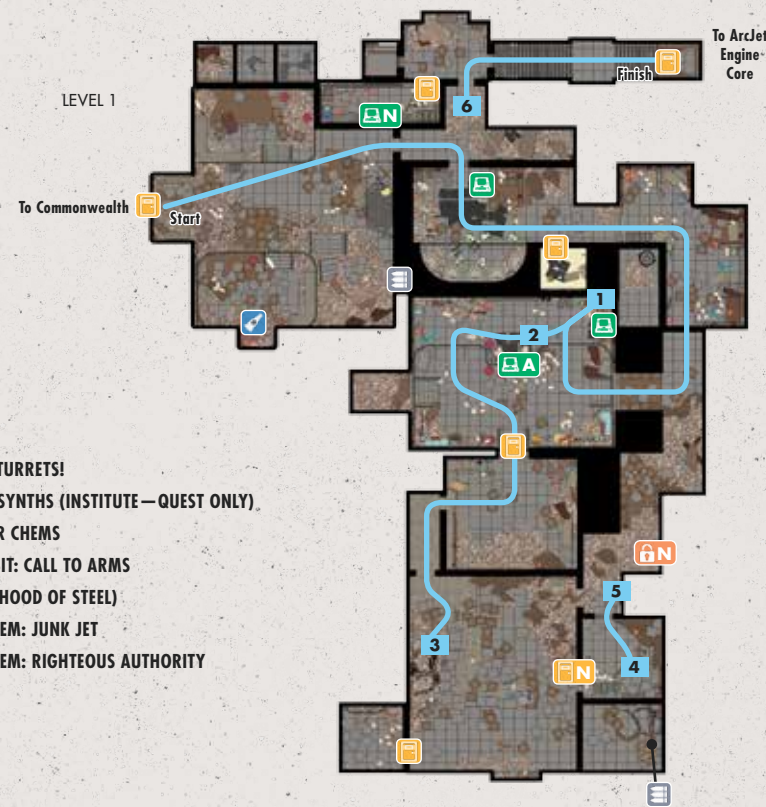 To ArcJet
Engine
Core
Finish
LEVEL 1
6
N
To Commonwealth
Start
1
2
A
TURRETS!
SYNTHS (INSTITUTE—QUEST ONLY)
R CHEMS
IT: CALL TO ARMS
HOOD OF STEEL)
EM: JUNK JET
EM: RIGHTEOUS AUTHORITY
N
5
3
4
N